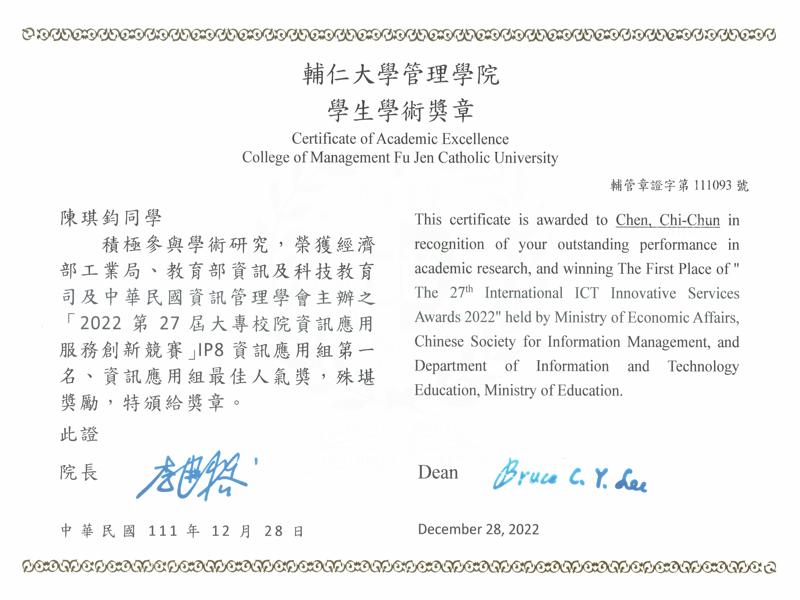 輔仁大學管理學院
學生學術獎章
Certificate of Academic Excellence
College of Management Fu Jen Catholic University
輔管章證字第 111093 號
陳琪鈞同學
積極參與學術研究，榮獲經濟
部工業局、教育部資訊及科技教育
司及中華民國資訊管理學會主辦之
「2022 第 27 屆大專校院資訊應用
服務創新競賽」IP8 資訊應用組第一
名、資訊應用組最佳人氣獎，殊堪
獎勵，特頒給獎章。
此證
院長
中華民國 111 年 12 月 28 日
This certificate is awarded to Chen, Chi-Chun in
recognition of your outstanding performance in
academic research, and winning The First Place of "
The 27th International ICT Innovative Services
Awards 2022" held by Ministry of Economic Affairs,
Chinese Society for Information Management, and
Department of Information and Technology
Education, Ministry of Education.
Dean Bruce C. Y. Lee
December 28, 2022